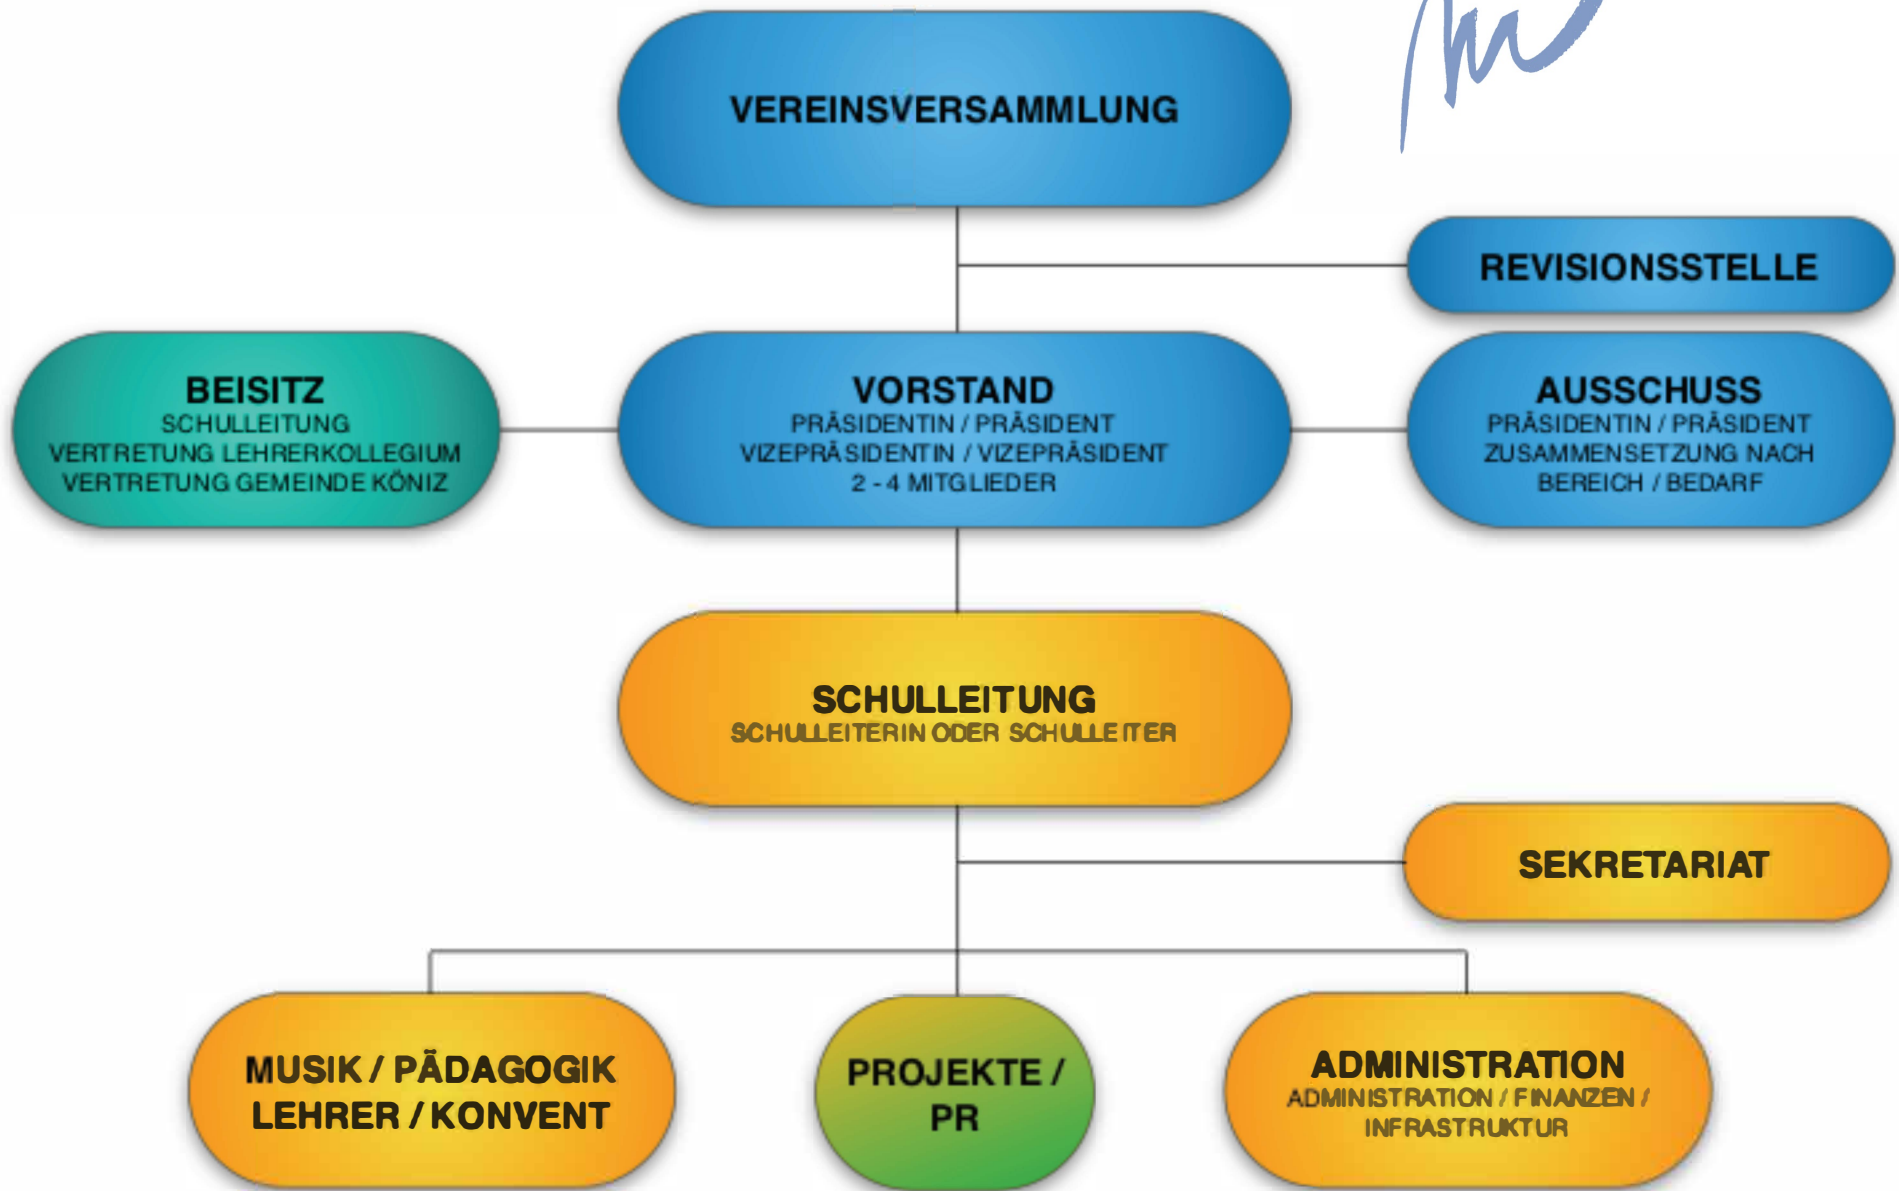 VEREINSVERSAMMLUNG
REVISIONSSTELLE
BEISITZ
SCHULLEITUNG
VERTRETUNG LEHRERKOLLEGIUM
VERTRETUNG GEMEINDE KÖNIZ
VORSTAND
PRÄSIDENTIN / PRÄSIDENT
VIZEPRÄSIDENTIN / VIZEPRÄSIDENT
2 - 4 MITGLIEDER
AUSSCHUSS
PRÄSIDENTIN / PRÄSIDENT
ZUSAMMENSETZUNG NACH
BEREICH / BEDARF
SCHULLEITUNG
SCHULLEITERIN ODER SCHULLEITER
SEKRETARIAT
MUSIK / PÄDAGOGIK
LEHRER / KONVENT
PROJEKTE /
PR
ADMINISTRATION
ADMINISTRATION / FINANZEN /
INFRASTRUKTUR